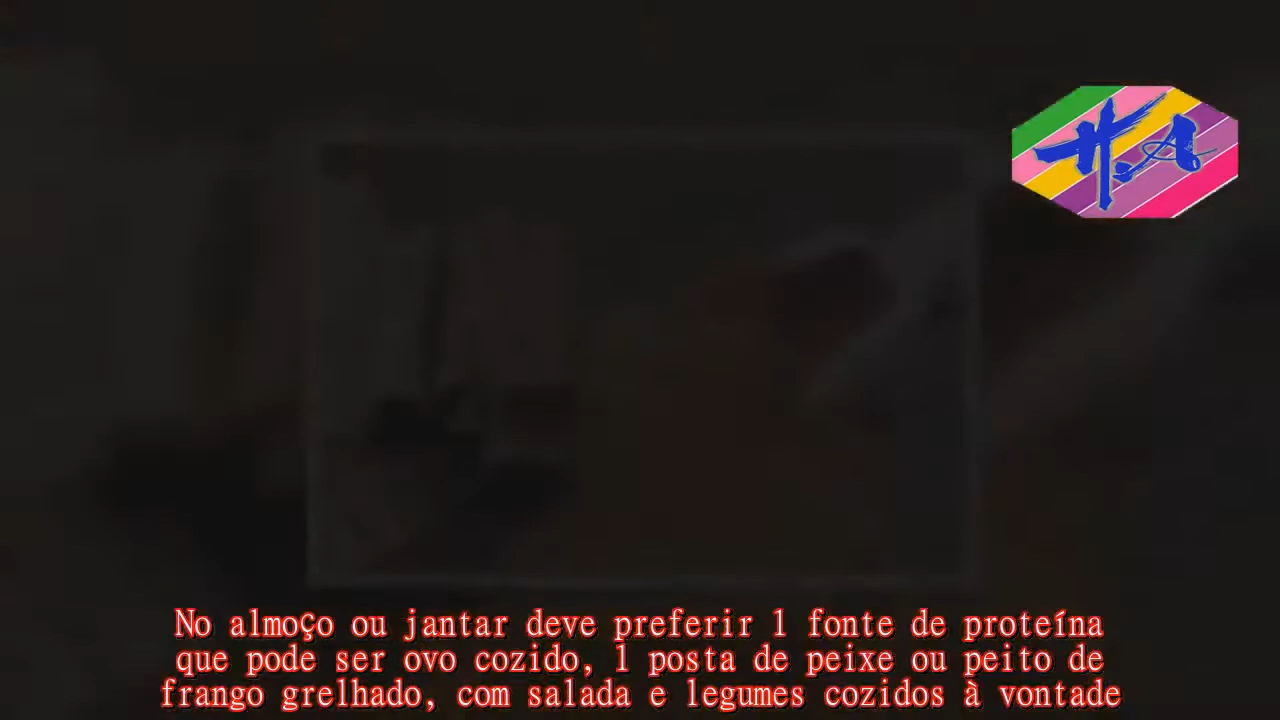 H.A
No almoço ou jantar deve preferir 1 fonte de proteína
que pode ser ovo cozido, 1 posta de peixe ou peito de
frango grelhado, com salada e legumes cozidos à vontade